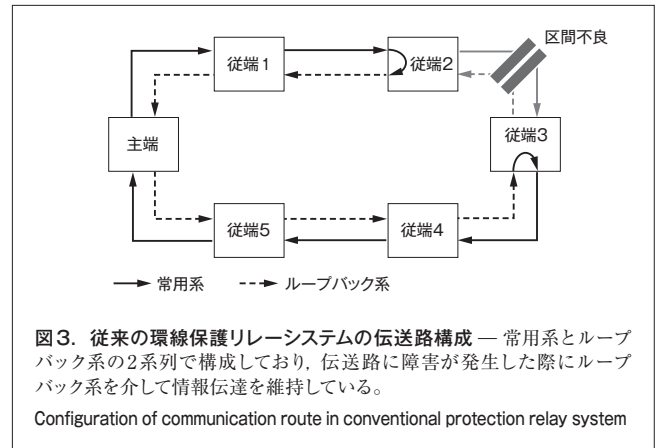 区間不良
従端1
従端2
主端
従端3
従端5
従端4
常用系
ループバック系
図3．従来の環線保護リレーシステムの伝送路構成 — 常用系とループ
バック系の2系列で構成しており，伝送路に障害が発生した際にループ
バック系を介して情報伝達を維持している。
Configuration of communication route in conventional protection relay system